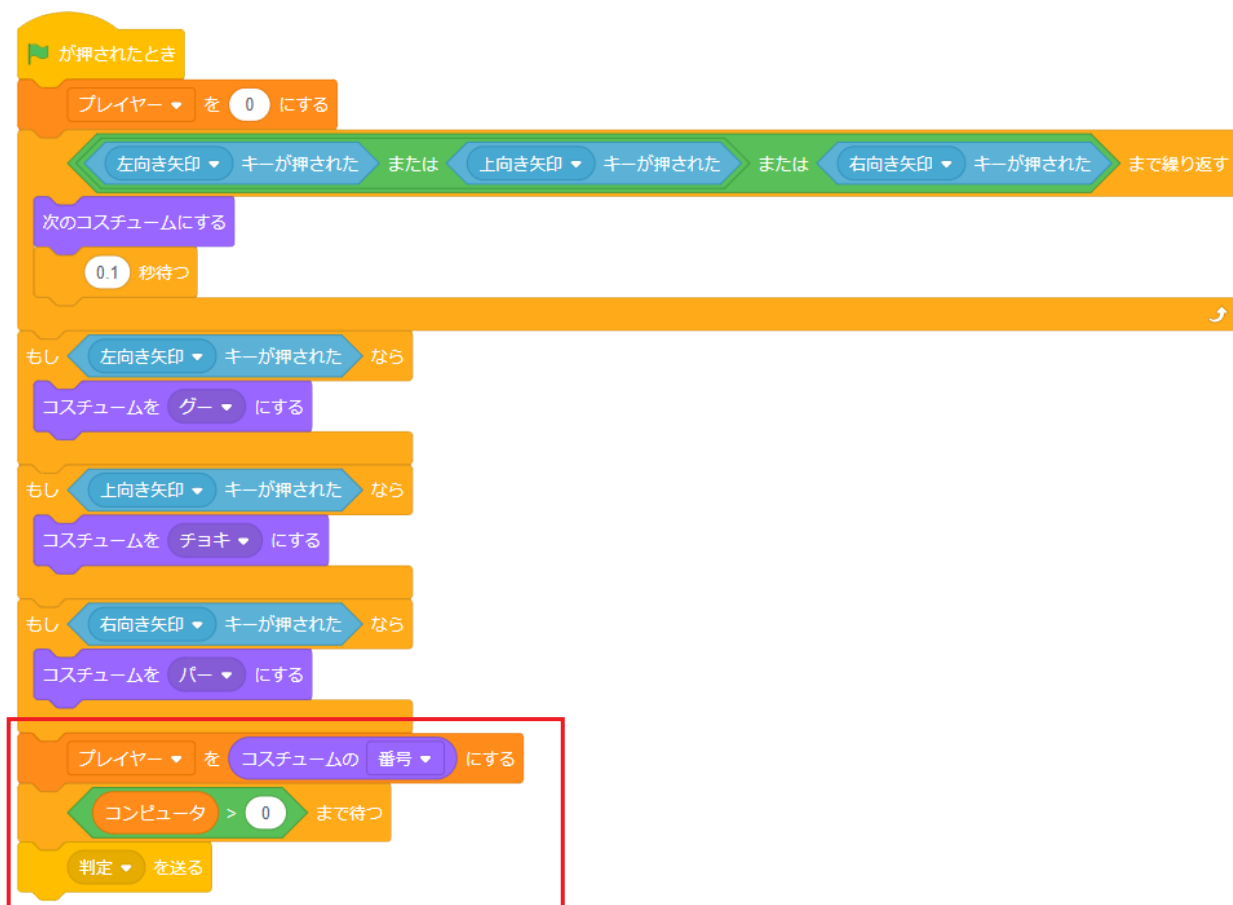 が押されたとき
プレイヤー を 0 にする
左向き矢印 キーが押された または 上向き矢印 キーが押された または 右向き矢印 キーが押された まで繰り返す
次のコスチュームにする
0.1 秒待つ
もし 左向き矢印 キーが押された なら
コスチュームを グー にする
もし 上向き矢印 キーが押された なら
コスチュームを チョキ にする
もし 右向き矢印 キーが押された なら
コスチュームを パー にする
プレイヤー を コスチュームの 番号 にする
コンピュータ > 0 まで待つ
判定 を送る